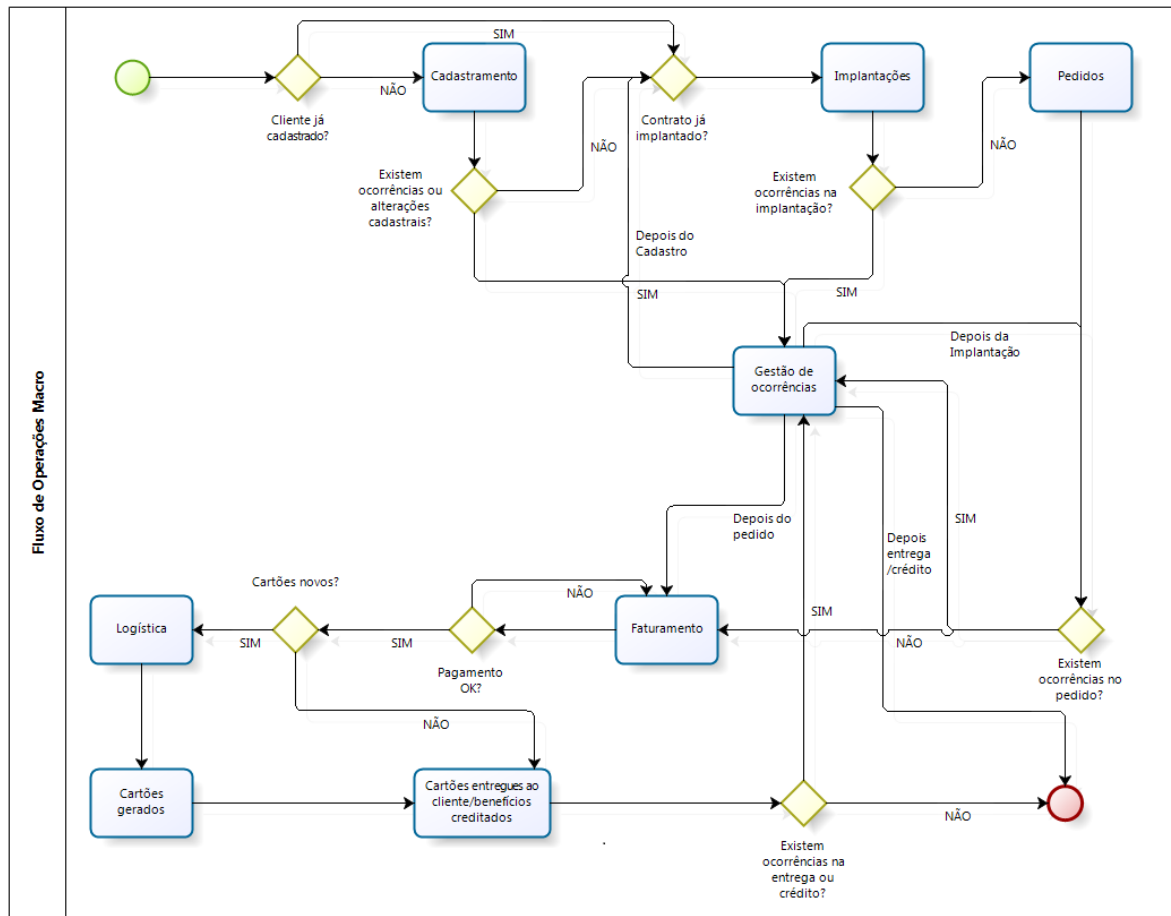 Fluxo de Operações Macro
SIM
Cliente já
cadastrado?
NÃO
Cadastramento
Contrato já
implantado?
Implantações
Pedidos
NÃO
NÃO
Existem
ocorrências ou
alterações
cadastrais?
Existem
ocorrências na
implantação?
Depois do
Cadastro
SIM
SIM
Depois da
Implantação
Gestão de
ocorrências
SIM
Depois do
pedido
Depois
entrega
/crédito
Cartões novos?
NÃO
SIM
Logística
SIM
SIM
Faturamento
NÃO
Pagamento
OK?
Existem
ocorrências no
pedido?
NÃO
Cartões
gerados
Cartões entregues ao
cliente/benefícios
creditados
NÃO
Existem
ocorrências na
entrega ou
crédito?